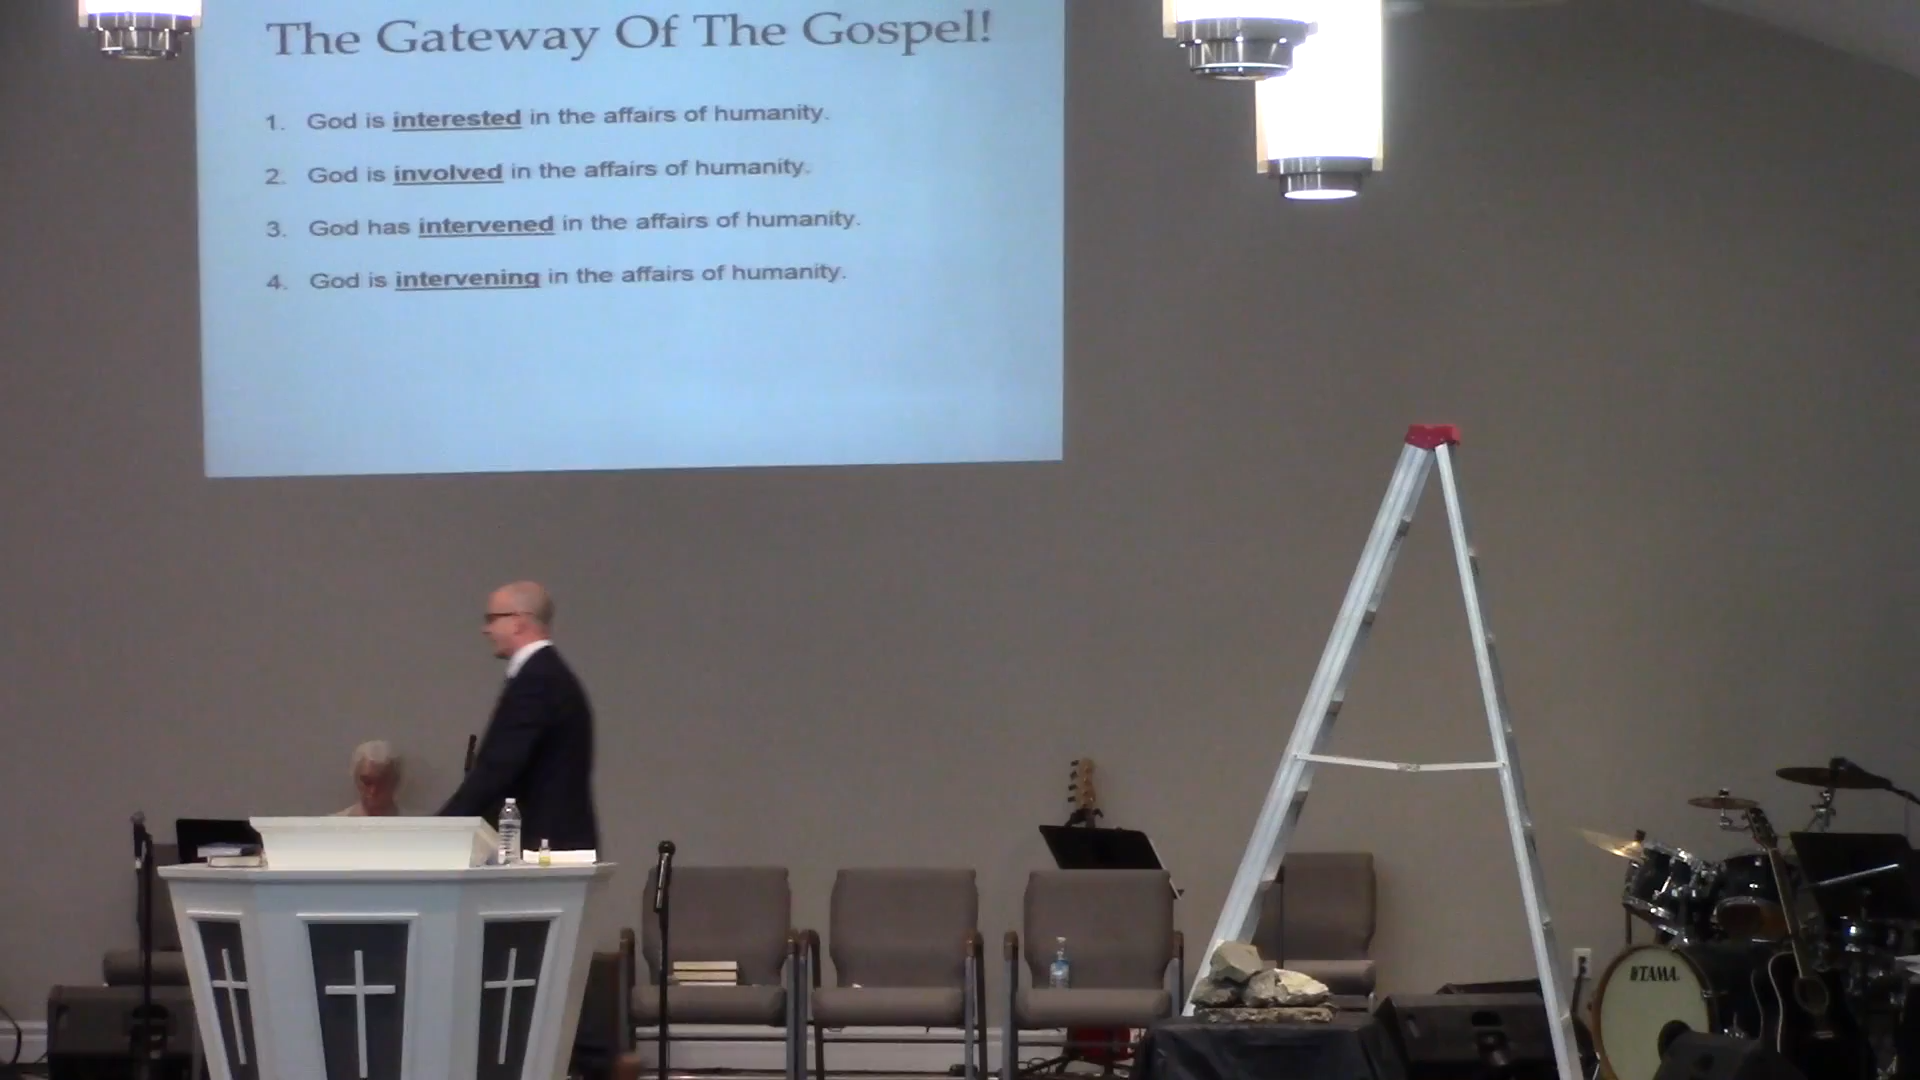 The Gateway Of The Gospel!
1. God is interested in the affairs of humanity.
2. God is involved in the affairs of humanity.
3. God has intervened in the affairs of humanity.
4. God is intervening in the affairs of humanity.
TAMA